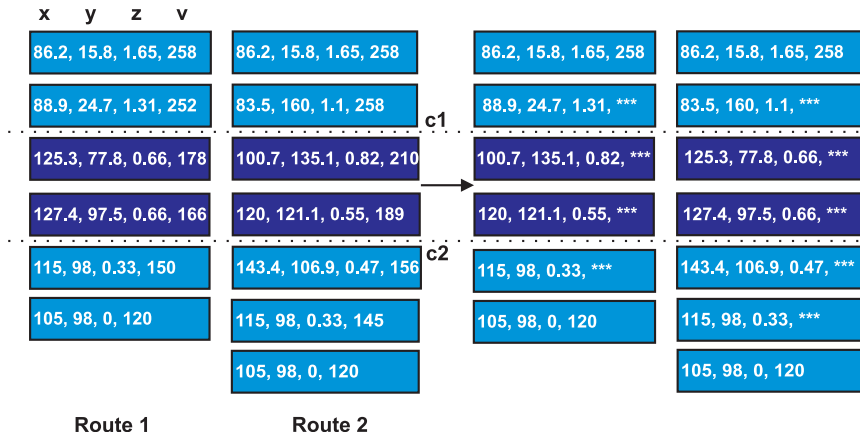 x y z v
86.2, 15.8, 1.65, 258
86.2, 15.8, 1.65, 258
86.2, 15.8, 1.65, 258
86.2, 15.8, 1.65, 258
88.9, 24.7, 1.31, 252
83.5, 160, 1.1, 258
88.9, 24.7, 1.31, ***
83.5, 160, 1.1, ***
c1
125.3, 77.8, 0.66, 178
100.7, 135.1, 0.82, 210
100.7, 135.1, 0.82, ***
125.3, 77.8, 0.66, ***
127.4, 97.5, 0.66, 166
120, 121.1, 0.55, 189
120, 121.1, 0.55, ***
127.4, 97.5, 0.66, ***
c2
115, 98, 0.33, 150
143.4, 106.9, 0.47, 156
115, 98, 0.33, ***
143.4, 106.9, 0.47, ***
105, 98, 0, 120
115, 98, 0.33, 145
105, 98, 0, 120
115, 98, 0.33, ***
105, 98, 0, 120
105, 98, 0, 120
Route 1
Route 2